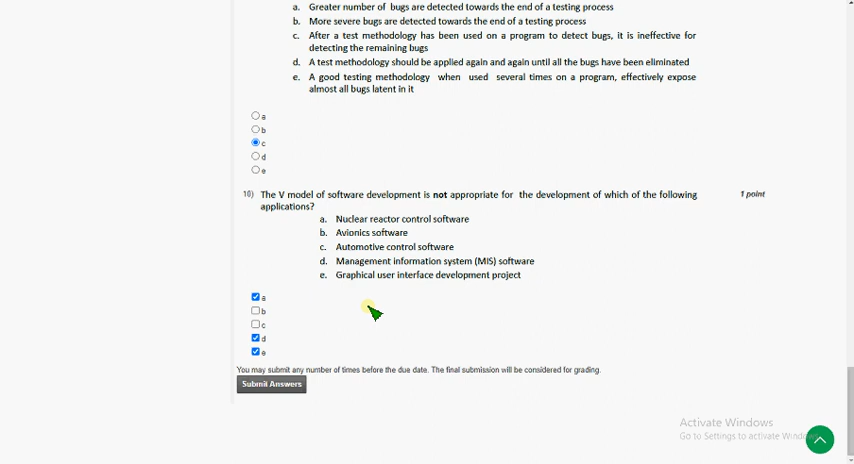 a. Greater number of bugs are detected towards the end of a testing process
b. More severe bugs are detected towards the end of a testing process
c. After a test methodology has been used on a program to detect bugs, it is ineffective for
detecting the remaining bugs
d. A test methodology should be applied again and again until all the bugs have been eliminated
e. A good testing methodology when used several times on a program, effectively expose
almost all bugs latent in it
a
b
c
d
e
10) The V model of software development is not appropriate for the development of which of the following 1 point
applications?
a. Nuclear reactor control software
b. Avionics software
c. Automotive control software
d. Management information system (MIS) software
e. Graphical user interface development project
a
b
c
d
e
You may submit any number of times before the due date. The final submission will be considered for grading.
Submit Answers
Activate Windows
Go to Settings to activate Windows